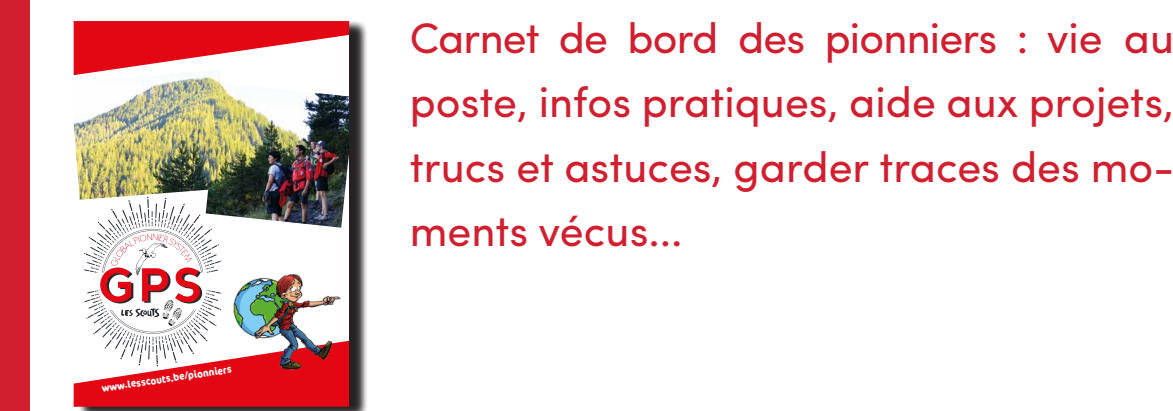 Carnet de bord des pionniers : vie au
poste, infos pratiques, aide aux projets,
trucs et astuces, garder traces des mo-
ments vécus...
GLOBAL PIONNIER SYSTEM
GPS
LES SCOUTS
www.lesscouts.be/pionniers